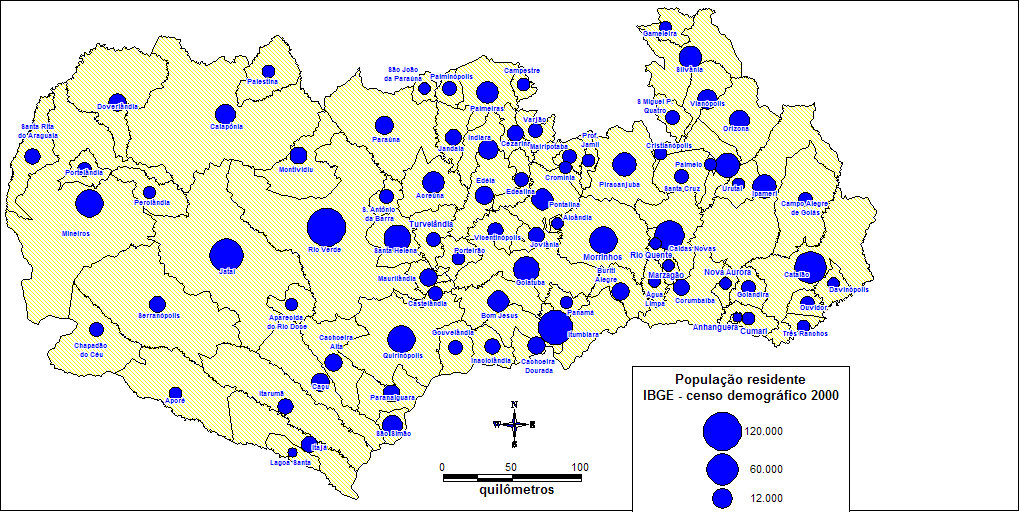 Gameleira
Silvânia
São João
da Paraúna
Palminópolis
Campestre
Palestina
Doverlândia
Palmeiras
Vianópolis
S Miguel P.
Quatro
Orizona
Caiapônia
Santa Rita
do Araguaia
Paraúna
Jandaia
Indiara
Varjão
Cezarina
Mairipotaba
Prof.
Jamil
Cristianópolis
Montividiu
Portelândia
Cromínia
Palmelo
Piracanjuba
Santa Cruz
Urutaí
Ipameri
Perolândia
Acreúna
Edéia
Edealina
Pontalina
Campo Alegre
de Goiás
S. Antônio
da Barra
Turvelândia
Aloândia
Mineiros
Rio Verde
Santa Helena
Vicentinópolis
Joviânia
Porteirão
Morrinhos
Rio Quente
Caldas Novas
Jataí
Maurilândia
Goiatuba
Buriti
Alegre
Marzagão
Nova Aurora
Catalão
Davinópolis
Castelândia
Água
Limpa
Corumbaíba
Goiandira
Ouvidor
Serranópolis
Aparecida
do Rio Doce
Bom Jesus
Panamá
Anhanguera
Cumari
Três Ranchos
Chapadão
do Céu
Cachoeira
Alta
Quirinópolis
Gouvelândia
Inaciolândia
Cachoeira
Dourada
Itumbiara
Caçu
Aporé
Itarumã
Paranaiguara
São Simão
Itajá
Lagoa Santa
N
W
E
S
0
50
100
quilômetros
População residente
IBGE - censo demográfico 2000
120.000
60.000
12.000